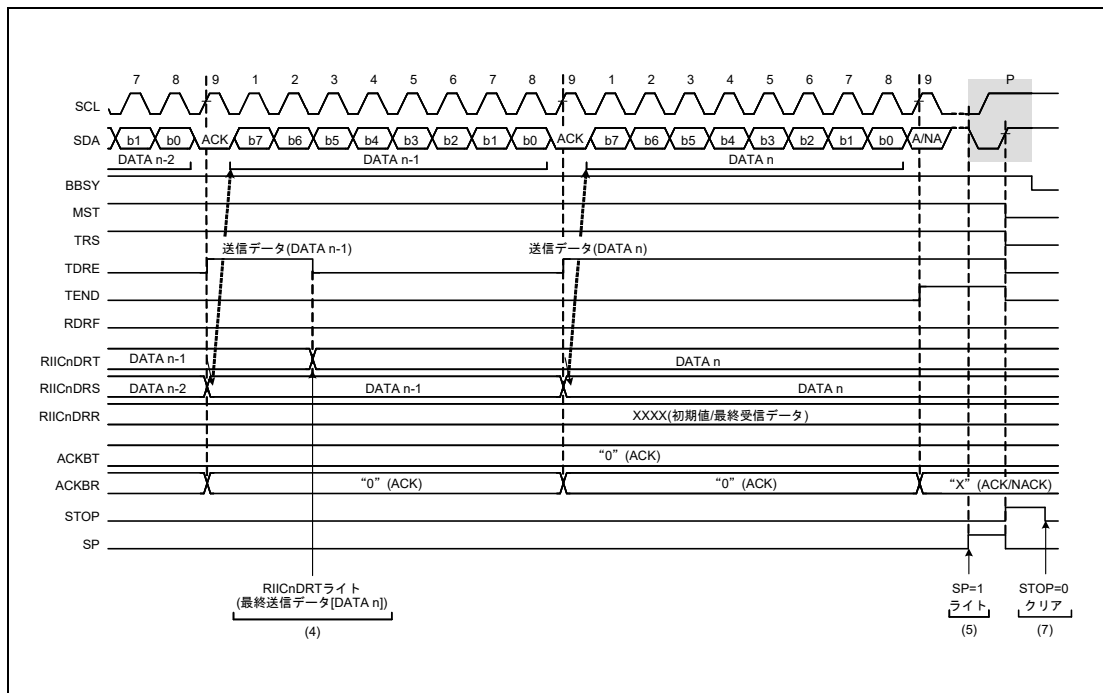 7 8 9 1 2 3 4 5 6 7 8 9 1 2 3 4 5 6 7 8 9 P
SCL
SDA b1 b0 ACK b7 b6 b5 b4 b3 b2 b1 b0 ACK b7 b6 b5 b4 b3 b2 b1 b0 A/NA
DATA n-2 DATA n-1 DATA n
BBSY
MST
TRS
送信データ(DATA n-1) 送信データ(DATA n)
TDRE
TEND
RDRF
RIICnDRT DATA n-1 DATA n
RIICnDRS DATA n-2 DATA n-1 DATA n
RIICnDRR XXXX(初期値/最終受信データ)
ACKBT “0” (ACK)
ACKBR “0” (ACK) “0” (ACK) “X” (ACK/NACK)
STOP
SP
RIICnDRTライト
(最終送信データ[DATA n])
(4)
SP=1
ライト
(5)
STOP=0
クリア
(7)